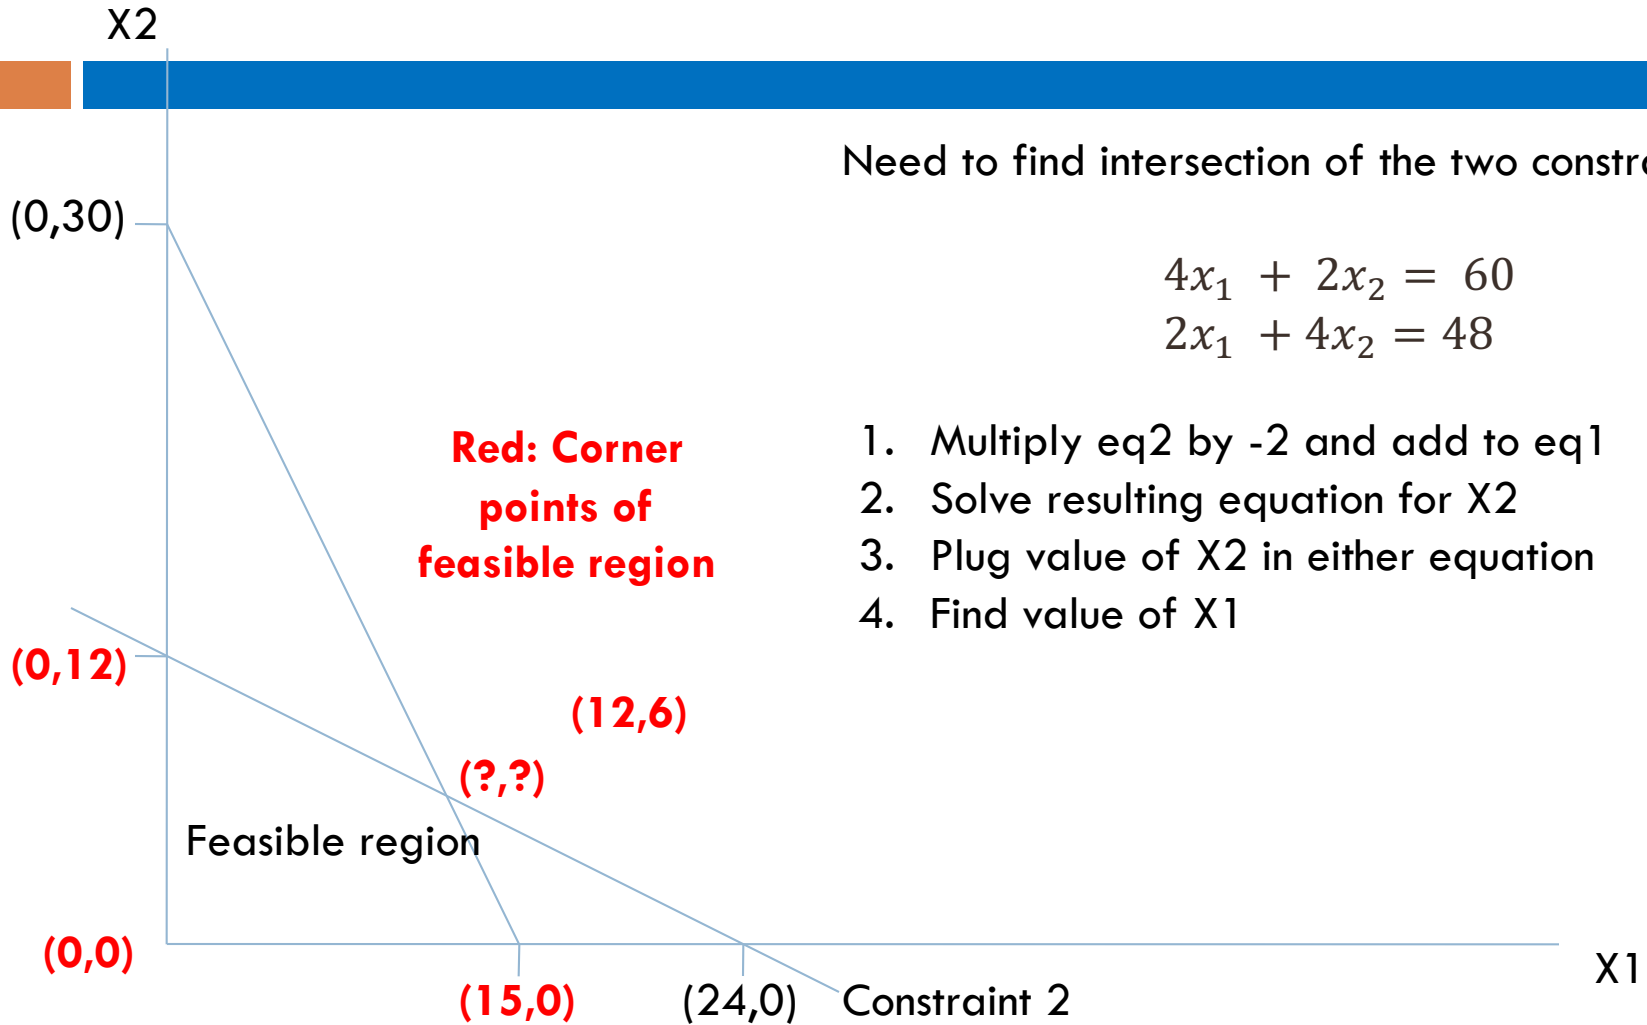 X2
Need to find intersection of the two constra
(0,30)
4x₁ + 2x₂ = 60
2x₁ + 4x₂ = 48
Red: Corner
points of
feasible region
1. Multiply eq2 by -2 and add to eq1
2. Solve resulting equation for X2
3. Plug value of X2 in either equation
4. Find value of X1
(0,12)
(12,6)
(?,?)
Feasible region
(0,0)
X1
(15,0)
(24,0)
Constraint 2